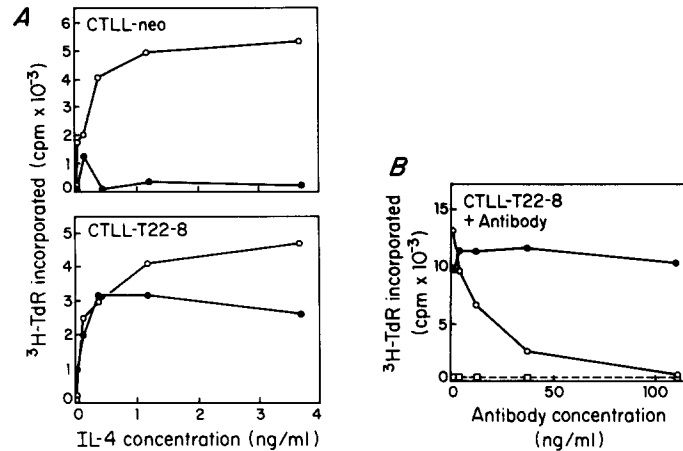 A
CTLL-neo
6
5
4
3
2
1
0
CTLL-T22-8
5
4
3
2
1
0
0
1
2
3
4
IL-4 concentration (ng/ml)
³H-TdR incorporated (cpm x 10⁻³)
B
CTLL-T22-8
+ Antibody
15
10
5
0
0
50
100
³H-TdR incorporated
(cpm x 10⁻³)
Antibody concentration
(ng/ml)